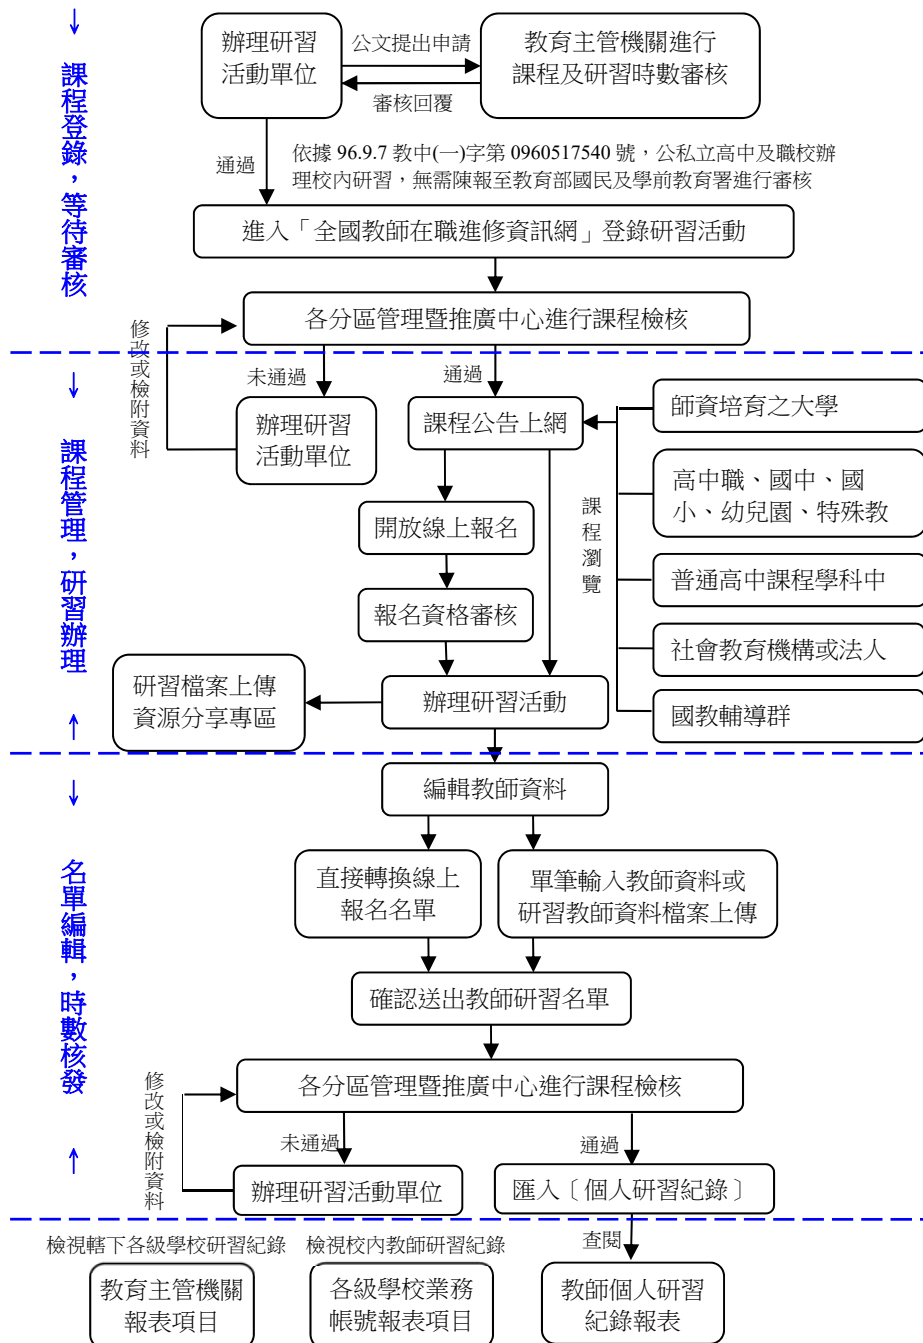 辦理研習
活動單位
公文提出申請
審核回覆
教育主管機關進行
課程及研習時數審核
課程登錄，等待審核
通過
依據 96.9.7 教中(一)字第 0960517540 號，公私立高中及職校辦
理校內研習，無需陳報至教育部國民及學前教育署進行審核
進入「全國教師在職進修資訊網」登錄研習活動
各分區管理暨推廣中心進行課程檢核
修改或檢附資料
未通過
通過
辦理研習
活動單位
課程公告上網
課程瀏覽
師資培育之大學
高中職、國中、國
小、幼兒園、特殊教
普通高中課程學科中
社會教育機構或法人
國教輔導群
課程管理，研習辦理
開放線上報名
報名資格審核
辦理研習活動
研習檔案上傳
資源分享專區
編輯教師資料
直接轉換線上
報名名單
單筆輸入教師資料或
研習教師資料檔案上傳
名單編輯，時數核發
確認送出教師研習名單
各分區管理暨推廣中心進行課程檢核
修改或檢附資料
未通過
通過
辦理研習活動單位
匯入〔個人研習紀錄〕
檢視轄下各級學校研習紀錄
檢視校內教師研習紀錄
查閱
教育主管機關
報表項目
各級學校業務
帳號報表項目
教師個人研習
紀錄報表